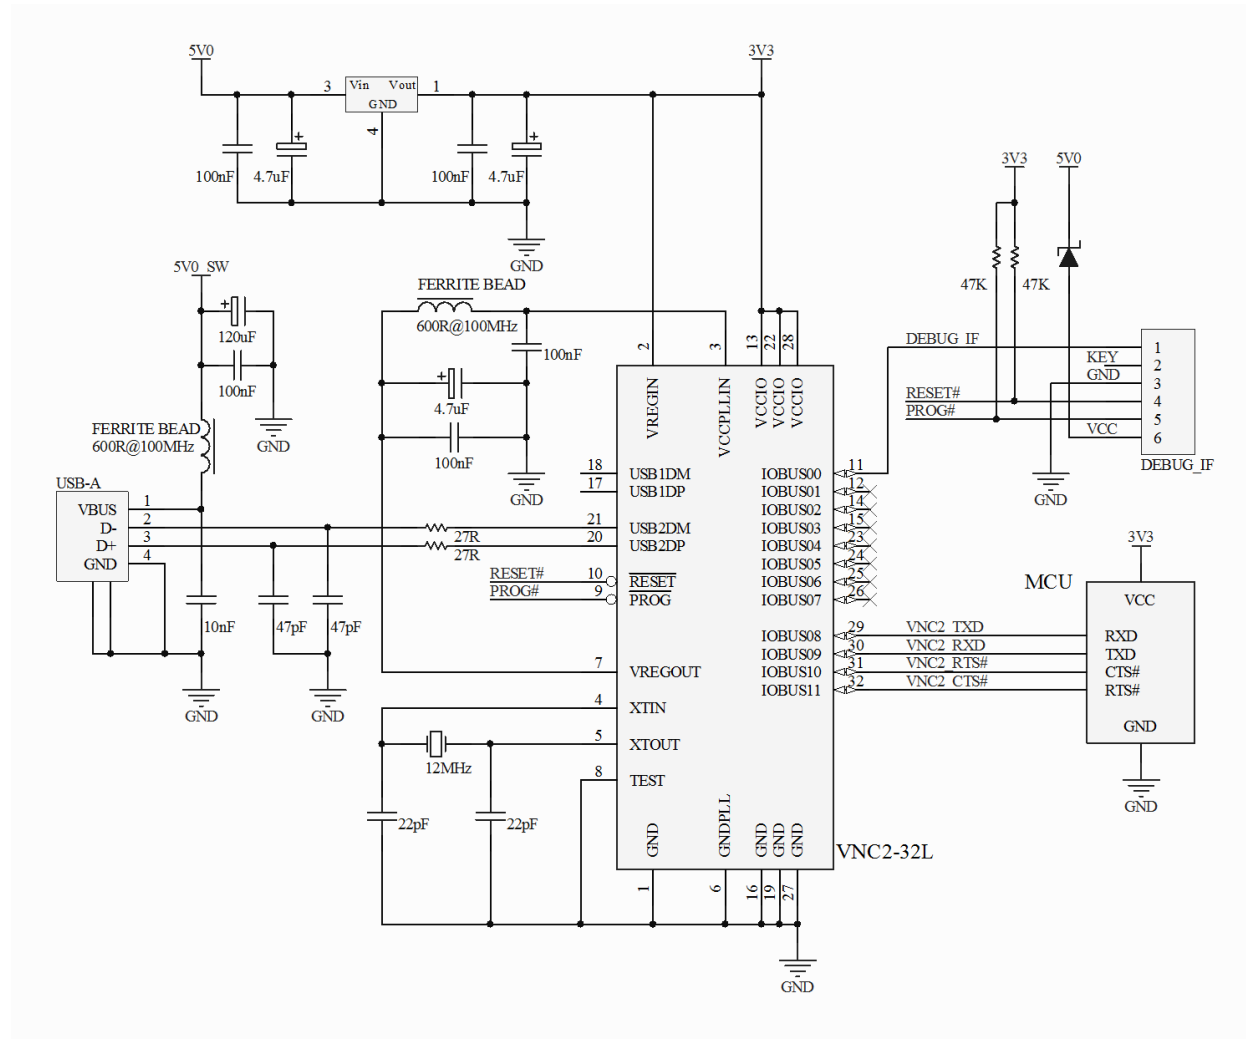 5V0
3V3
3
Vin
Vout
GND
1
4
+
+
100nF
4.7uF
100nF
4.7uF
GND
3V3
5V0
47K
47K
5V0_SW
+
120uF
100nF
FERRITE BEAD
600R@100MHz
GND
FERRITE BEAD
600R@100MHz
100nF
+
4.7uF
100nF
GND
2
3
13
22
28
VREGIN
VCCPLLIN
VCCIO
VCCIO
VCCIO
DEBUG_IF
KEY
GND
RESET#
PROG#
VCC
1
2
3
4
5
6
DEBUG_IF
GND
USB-A
VBUS
D-
D+
GND
1
2
3
4
27R
27R
10nF
47pF
47pF
GND
GND
RESET#
PROG#
18
17
21
20
10
9
7
4
5
8
USB1DM
USB1DP
USB2DM
USB2DP
RESET
PROG
VREGOUT
XTIN
XTOUT
TEST
IOBUS00
IOBUS01
IOBUS02
IOBUS03
IOBUS04
IOBUS05
IOBUS06
IOBUS07
IOBUS08
IOBUS09
IOBUS10
IOBUS11
11
12
14
15
23
24
25
26
29
30
31
32
VNC2_TXD
VNC2_RXD
VNC2_RTS#
VNC2_CTS#
3V3
MCU
VCC
RXD
TXD
CTS#
RTS#
GND
GND
12MHz
22pF
22pF
GND
GNDPLL
GND
GND
GND
VNC2-32L
1
6
16
19
27
GND